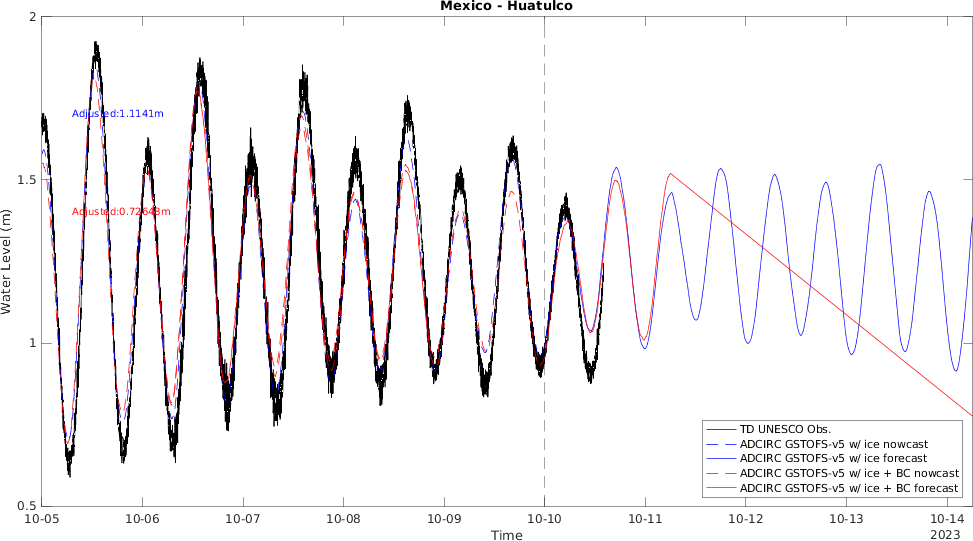 Mexico - Huatulco
2
1.5
1
0.5
Water Level (m)
Adjusted:1.1141m
Adjusted:0.72643m
TD UNESCO Obs.
ADCIRC GSTOFS-v5 w/ ice nowcast
ADCIRC GSTOFS-v5 w/ ice forecast
ADCIRC GSTOFS-v5 w/ ice + BC nowcast
ADCIRC GSTOFS-v5 w/ ice + BC forecast
10-05 10-06 10-07 10-08 10-09 10-10 10-11 10-12 10-13 10-14
Time
2023